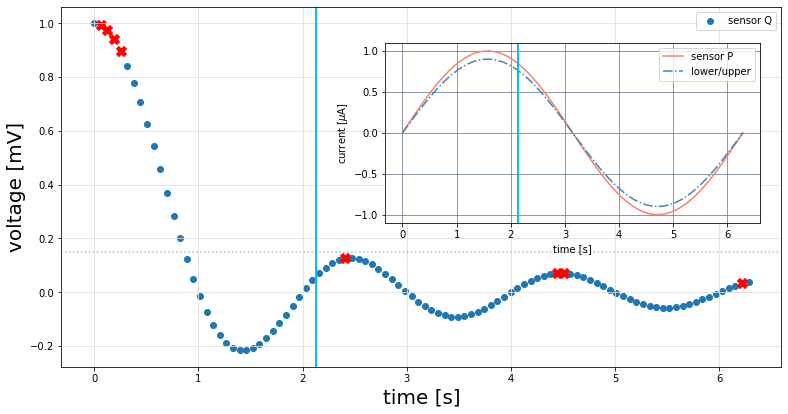 sensor Q
voltage [mV]
1.0
0.8
0.6
0.4
0.2
0.0
−0.2
0 1 2 3 4 5 6
time [s]
sensor P
lower/upper
current [μA]
1.0
0.5
0.0
−0.5
−1.0
0 1 2 3 4 5 6
time [s]